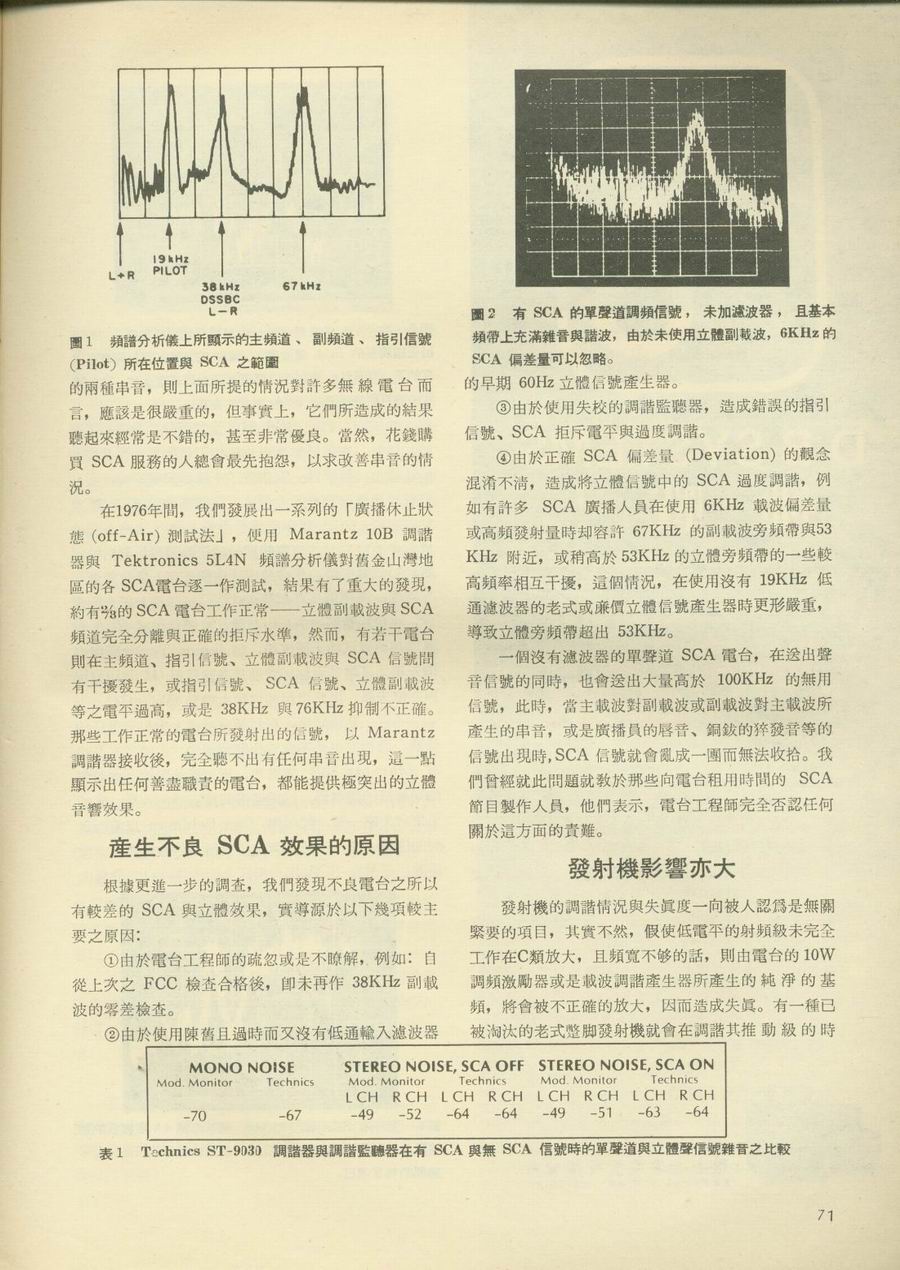 L+R
19 kHz
PILOT
38 kHz
DSSBC
L-R
67 kHz
圖1 頻譜分析儀上所顯示的主頻道、副頻道、指引信號
(Pilot) 所在位置與 SCA 之範圍
的兩種串音，則上面所提的情況對許多無線電台而
言，應該是很嚴重的，但事實上，它們所造成的結果
聽起來經常是不錯的，甚至非常優良。當然，花錢購
買 SCA 服務的人總會最先抱怨，以求改善串音的情
況。
在1976年間，我們發展出一系列的「廣播休止狀
態 (off-Air) 測試法」，便用 Marantz 10B 調諧
器與 Tektronics 5L4N 頻譜分析儀對舊金山灣地
區的各 SCA電台逐一作測試，結果有了重大的發現，
約有⅔的 SCA 電台工作正常──立體副載波與 SCA
頻道完全分離與正確的拒斥水準，然而，有若干電台
則在主頻道、指引信號、立體副載波與 SCA 信號間
有干擾發生，或指引信號、 SCA 信號、立體副載波
等之電平過高，或是 38KHz 與76KHz 抑制不正確。
那些工作正常的電台所發射出的信號， 以 Marantz
調諧器接收後，完全聽不出有任何串音出現，這一點
顯示出任何善盡職責的電台，都能提供極突出的立體
音響效果。
產生不良 SCA 效果的原因
根據更進一步的調查，我們發現不良電台之所以
有較差的 SCA 與立體效果，實導源於以下幾項較主
要之原因：
①由於電台工程師的疏忽或是不瞭解，例如：自
從上次之 FCC 檢查合格後，卽未再作 38KHz 副載
波的零差檢查。
②由於使用陳舊且過時而又沒有低通輸入濾波器
圖2 有 SCA 的單聲道調頻信號，未加濾波器，且基本
頻帶上充滿雜音與諧波，由於未使用立體副載波，6KHz 的
SCA 偏差量可以忽略。
的早期 60Hz 立體信號產生器。
③由於使用失校的調諧監聽器，造成錯誤的指引
信號、SCA 拒斥電平與過度調諧。
④由於正確 SCA 偏差量 (Deviation) 的觀念
混淆不清，造成將立體信號中的 SCA 過度調諧，例
如有許多 SCA 廣播人員在使用 6KHz 載波偏差量
或高頻發射量時却容許 67KHz 的副載波旁頻帶與53
KHz 附近，或稍高於 53KHz 的立體旁頻帶的一些較
高頻率相互干擾，這個情況，在使用沒有 19KHz 低
通濾波器的老式或廉價立體信號產生器時更形嚴重，
導致立體旁頻帶超出 53KHz。
一個沒有濾波器的單聲道 SCA 電台，在送出聲
音信號的同時，也會送出大量高於 100KHz 的無用
信號，此時，當主載波對副載波或副載波對主載波所
產生的串音，或是廣播員的唇音、銅鈸的猝發音等的
信號出現時，SCA 信號就會亂成一團而無法收拾。我
們曾經就此問題就敎於那些向電台租用時間的 SCA
節目製作人員，他們表示，電台工程師完全否認任何
關於這方面的責難。
發射機影響亦大
發射機的調諧情況與失眞度一向被人認爲是無關
緊要的項目，其實不然，假使低電平的射頻級未完全
工作在C類放大，且頻寬不够的話，則由電台的 10W
調頻激勵器或是載波調諧產生器所產生的純淨的基
頻，將會被不正確的放大，因而造成失眞。有一種已
被淘汰的老式蹩脚發射機就會在調諧其推動級的時
MONO NOISE STEREO NOISE, SCA OFF STEREO NOISE, SCA ON
Mod. Monitor Technics Mod. Monitor Technics Mod. Monitor Technics
L CH R CH L CH R CH L CH R CH L CH R CH
-70 -67 -49 -52 -64 -64 -49 -51 -63 -64
表1 Technics ST-9030 調諧器與調諧監聽器在有 SCA 與無 SCA 信號時的單聲道與立體聲信號雜音之比較
71